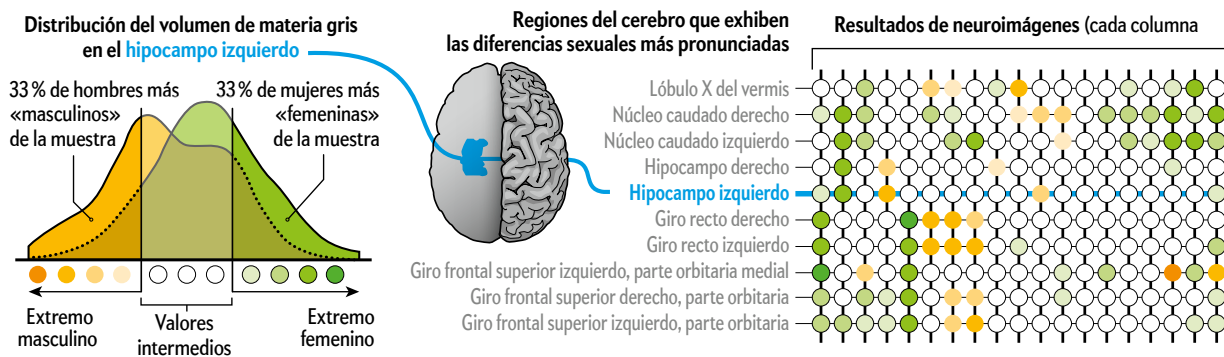 Distribución del volumen de materia gris
en el hipocampo izquierdo
33 % de hombres más
«masculinos»
de la muestra
33 % de mujeres más
«femeninas»
de la muestra
Extremo
masculino
Valores
intermedios
Extremo
femenino
Regiones del cerebro que exhiben
las diferencias sexuales más pronunciadas
Lóbulo X del vermis
Núcleo caudado derecho
Núcleo caudado izquierdo
Hipocampo derecho
Hipocampo izquierdo
Giro recto derecho
Giro recto izquierdo
Giro frontal superior izquierdo, parte orbitaria medial
Giro frontal superior derecho, parte orbitaria
Giro frontal superior izquierdo, parte orbitaria
Resultados de neuroimágenes (cada columna